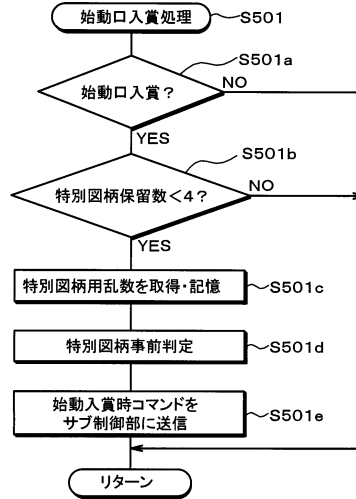 始動口入賞処理 S501
S501a
始動口入賞？ NO
YES
S501b
特別図柄保留数＜４？ NO
YES
特別図柄用乱数を取得・記憶 S501c
特別図柄事前判定 S501d
始動入賞時コマンドを
サブ制御部に送信 S501e
リターン